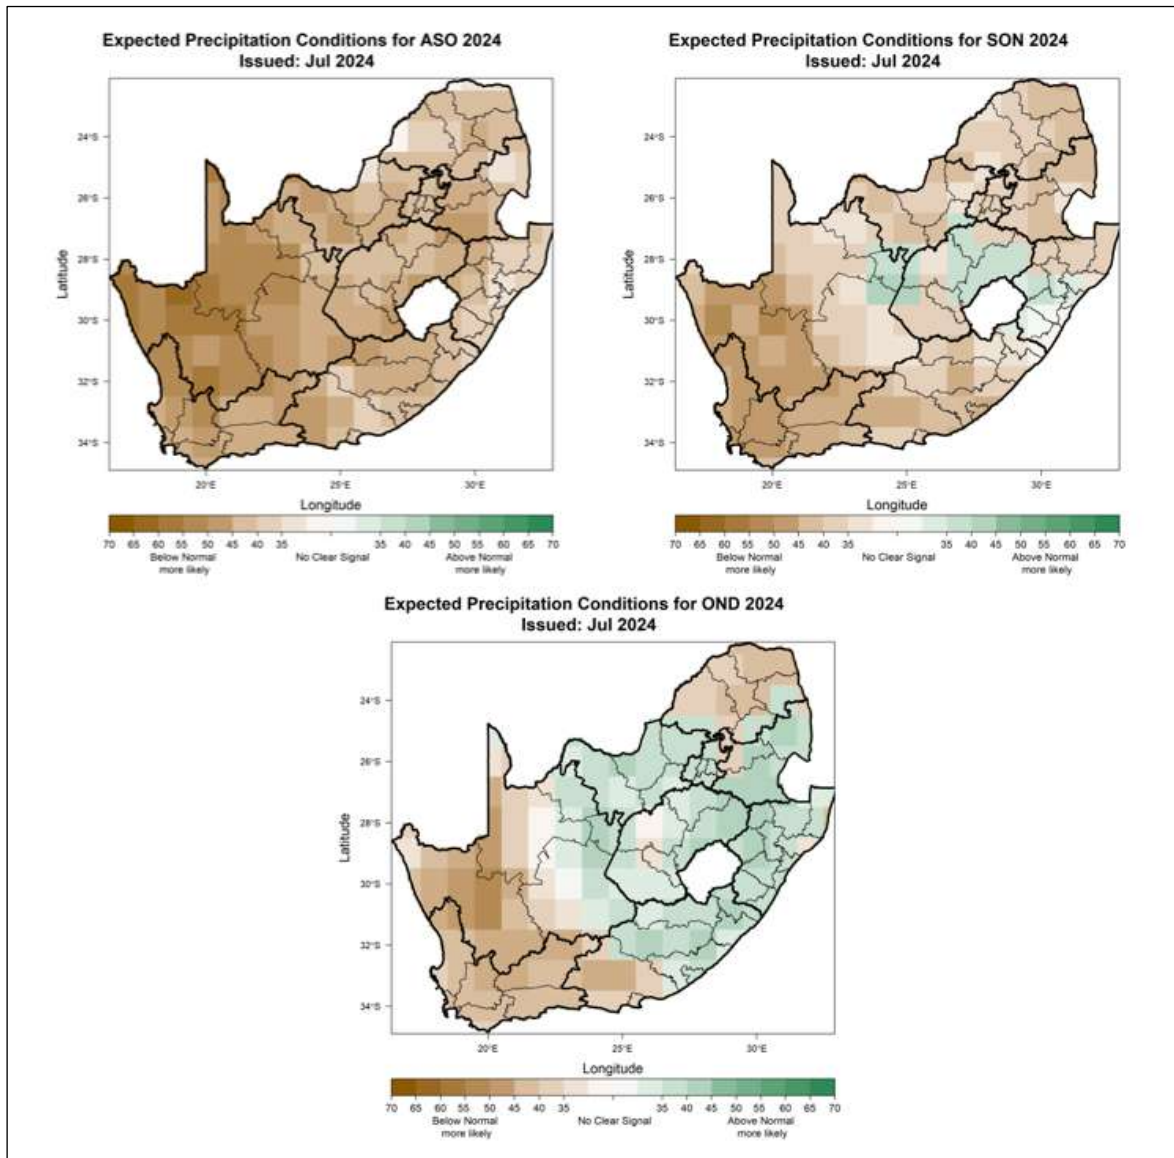 Expected Precipitation Conditions for ASO 2024
Issued: Jul 2024
24°S
26°S
28°S
30°S
32°S
34°S
Latitude
20°E 25°E 30°E
Longitude
70 65 60 55 50 45 40 35 35 40 45 50 55 60 65 70
Below Normal No Clear Signal Above Normal
more likely more likely
Expected Precipitation Conditions for SON 2024
Issued: Jul 2024
24°S
26°S
28°S
30°S
32°S
34°S
Latitude
20°E 25°E 30°E
Longitude
70 65 60 55 50 45 40 35 35 40 45 50 55 60 65 70
Below Normal No Clear Signal Above Normal
more likely more likely
Expected Precipitation Conditions for OND 2024
Issued: Jul 2024
24°S
26°S
28°S
30°S
32°S
34°S
Latitude
20°E 25°E 30°E
Longitude
70 65 60 55 50 45 40 35 35 40 45 50 55 60 65 70
Below Normal No Clear Signal Above Normal
more likely more likely